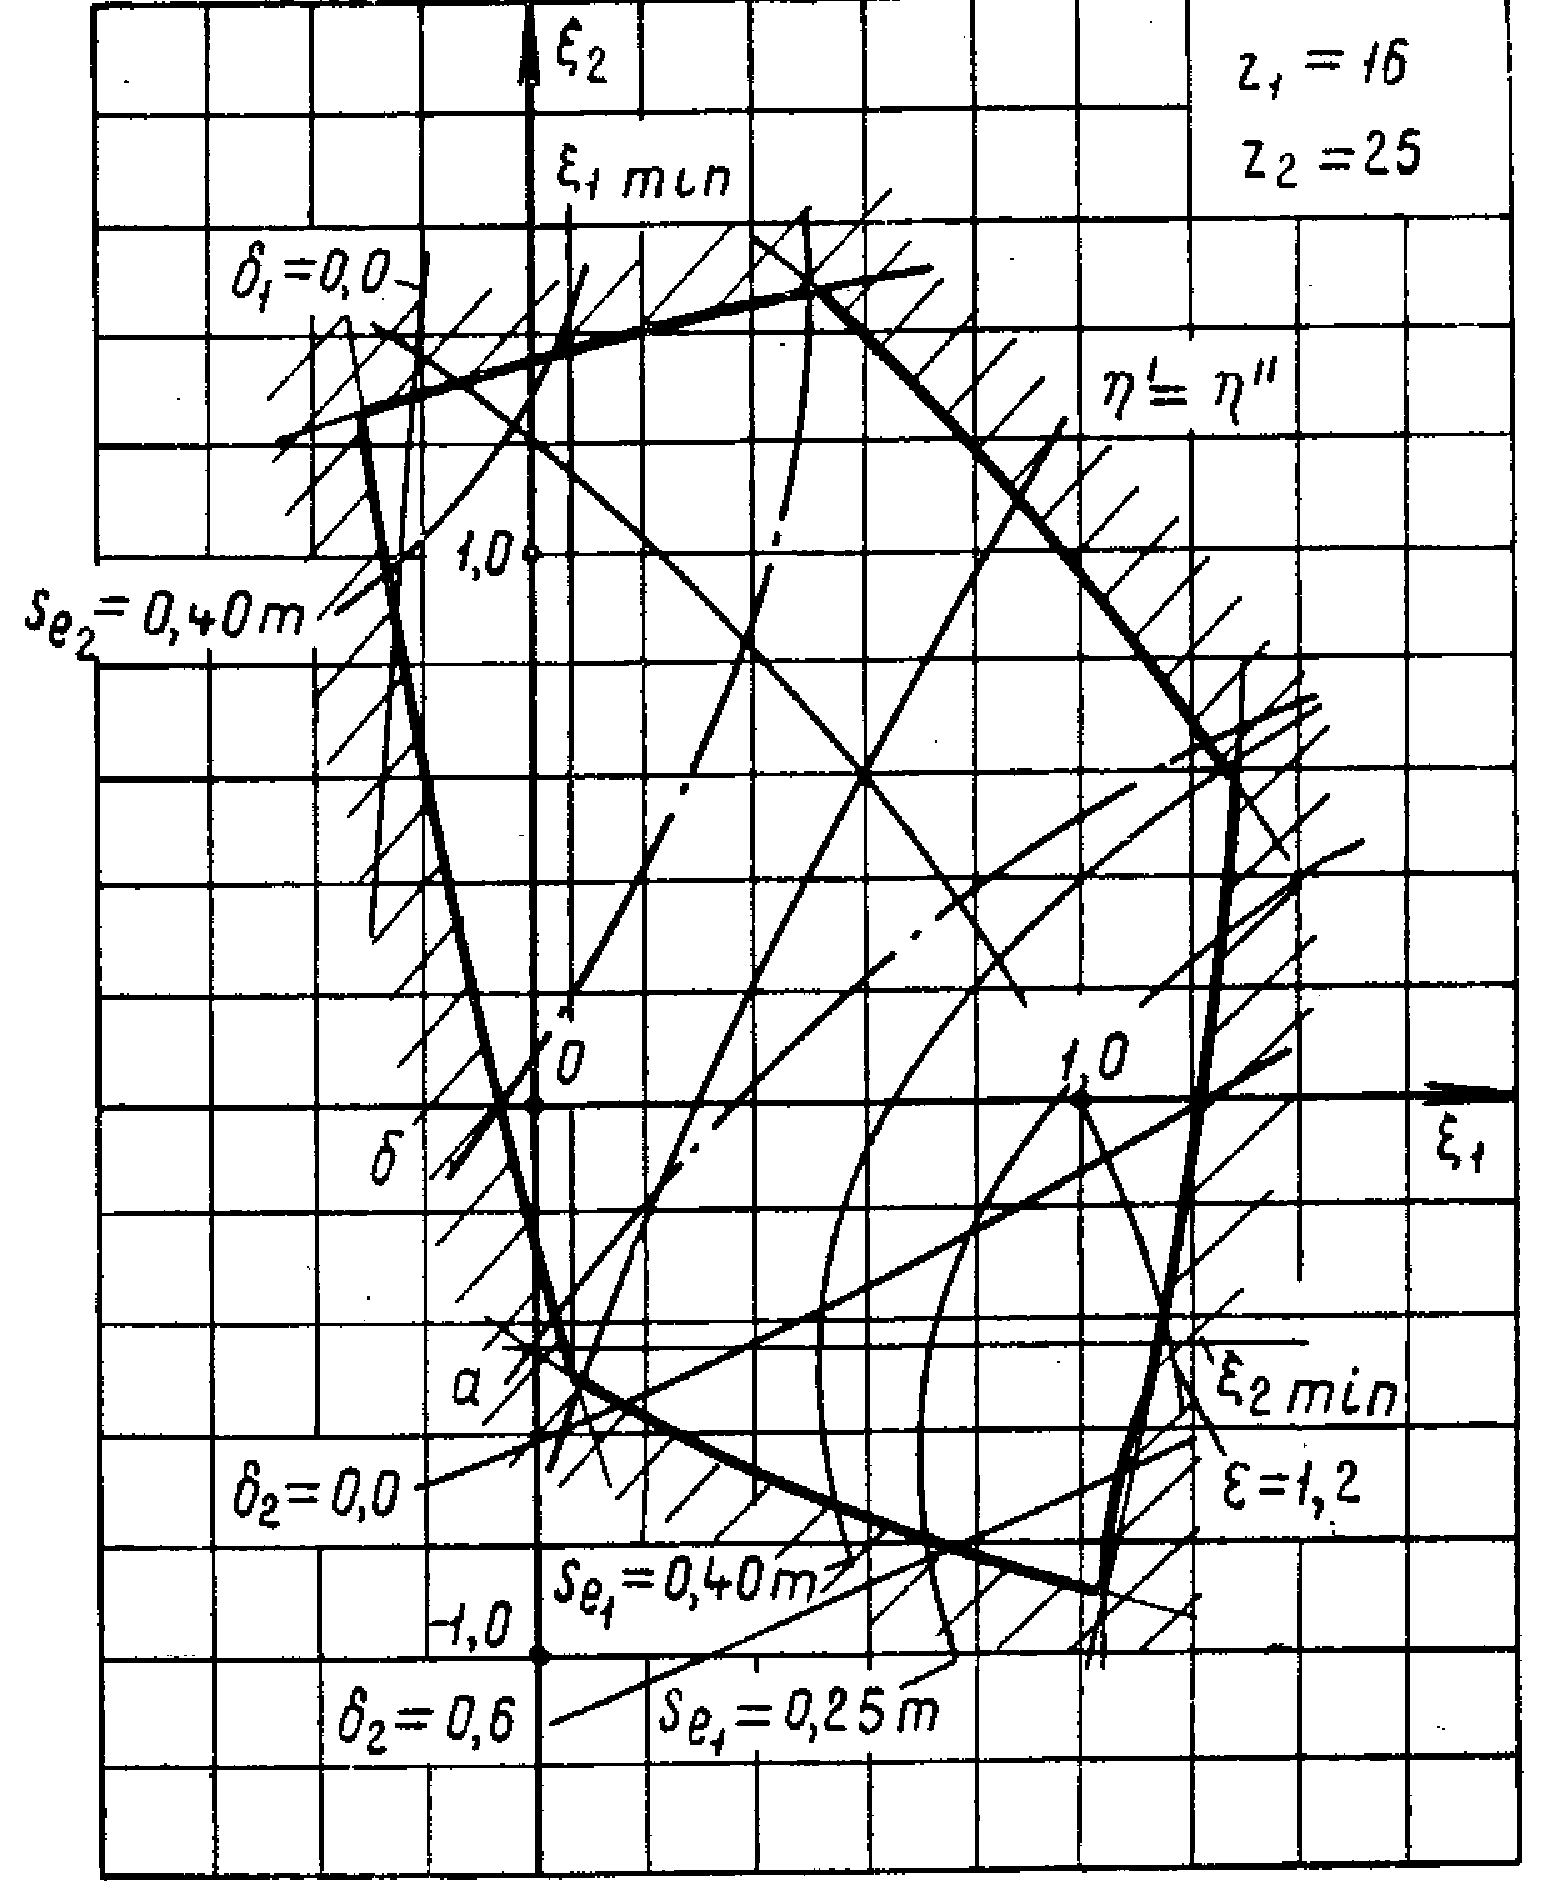 ξ₂
z₁ = 16
z₂ = 25
ξ₁ min
δ₁ = 0,0
η' = η"
1,0
sₑ₂ = 0,40m
0
1,0
б
ξ₁
а
ξ₂ min
δ₂ = 0,0
ε = 1,2
sₑ₁ = 0,40m
-1,0
δ₂ = 0,6
sₑ₁ = 0,25m